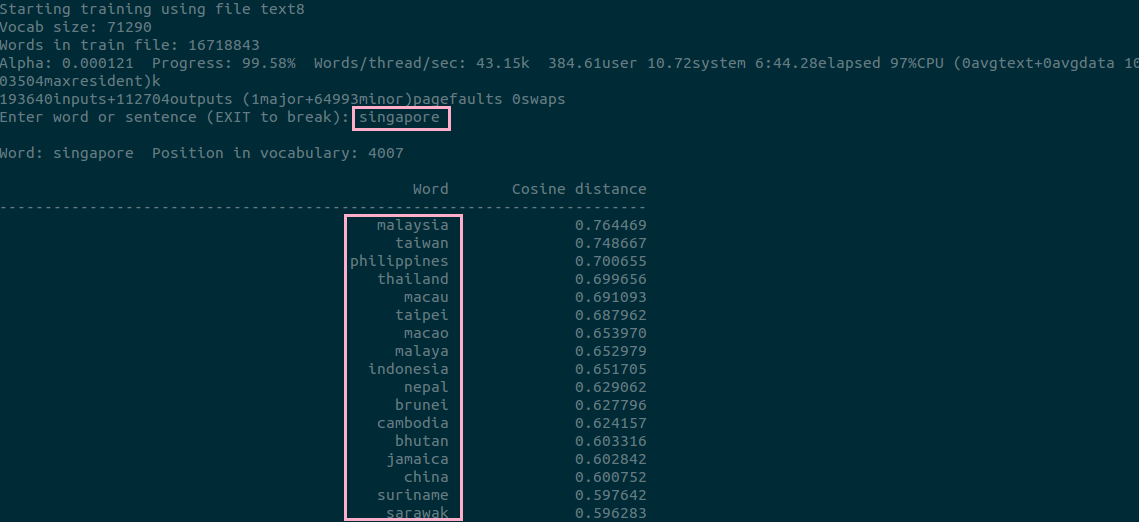 Starting training using file text8
Vocab size: 71290
Words in train file: 16718843
Alpha: 0.000121  Progress: 99.58%  Words/thread/sec: 43.15k  384.61user 10.72system 6:44.28elapsed 97%CPU (0avgtext+0avgdata 10
03504maxresident)k
193640inputs+112704outputs (1major+64993minor)pagefaults 0swaps
Enter word or sentence (EXIT to break): singapore
Word: singapore  Position in vocabulary: 4007
Word       Cosine distance
------------------------------------------------------------------------
malaysia              0.764469
taiwan              0.748667
philippines              0.700655
thailand              0.699656
macau              0.691093
taipei              0.687962
macao              0.653970
malaya              0.652979
indonesia              0.651705
nepal              0.629062
brunei              0.627796
cambodia              0.624157
bhutan              0.603316
jamaica              0.602842
china              0.600752
suriname              0.597642
sarawak              0.596283